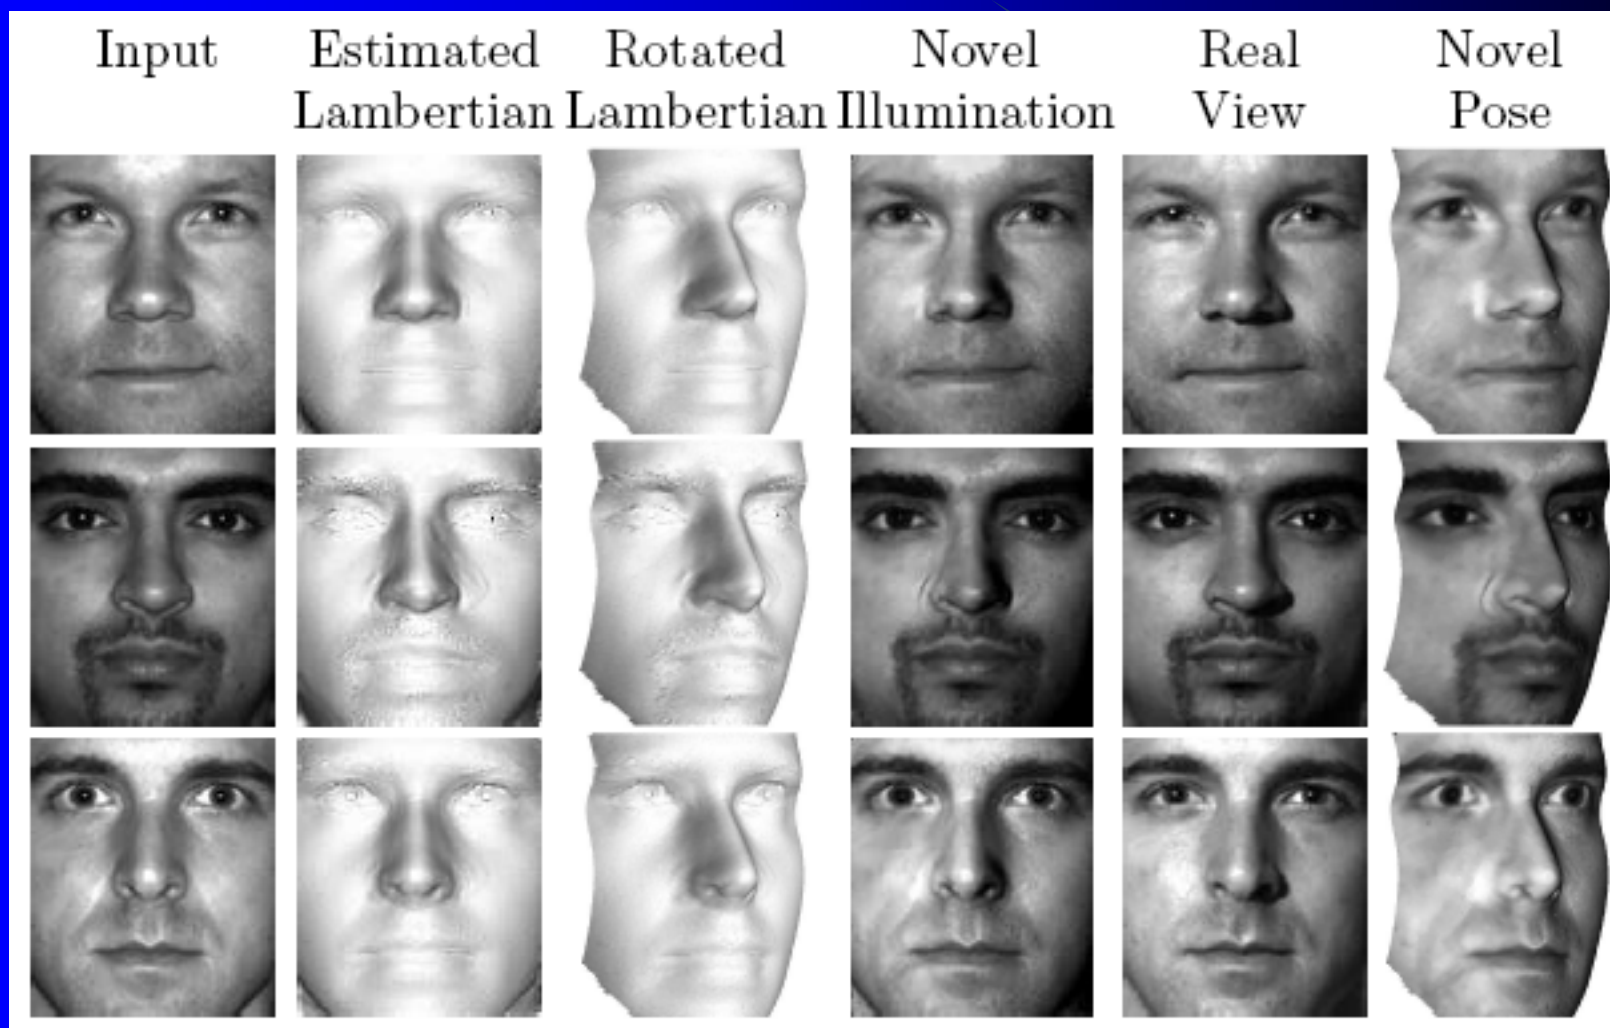 Input Estimated Rotated Novel Real Novel
Lambertian Lambertian Illumination View Pose